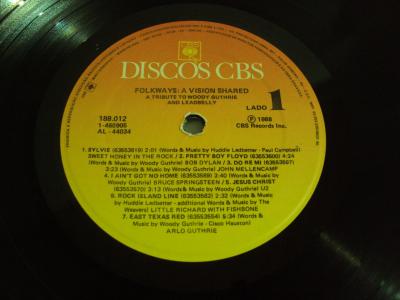 DISCOS CBS
FOLKWAYS: A VISION SHARED
A TRIBUTE TO WOODY GUTHRIE
AND LEADBELLY
188.012
1-460905
AL - 44034
LADO 1
℗ 1988
CBS Records Inc.
1. SYLVIE (63553619) 2:01 (Words & Music by Huddie Ledbetter - Paul Campbell)
SWEET HONEY IN THE ROCK / 2. PRETTY BOY FLOYD (63553600) 4:24
(Words & Music by Woody Guthrie) BOB DYLAN / 3. DO RE MI (63553597)
3:23 (Words & Music by Woody Guthrie) JOHN MELLENCAMP
4. I AIN'T GOT NO HOME (63553589) 2:40 (Words & Music by
Woody Guthrie) BRUCE SPRINGSTEEN / 5. JESUS CHRIST
(63553570) 3:13 (Words & Music by Woody Guthrie) U2
6. ROCK ISLAND LINE (63553562) 2:32 (Words & Music
by Huddie Ledbetter - additional Words & Music by The
Weavers) LITTLE RICHARD WITH FISHBONE
7. EAST TEXAS RED (63553554) 5:34 (Words &
Music by Woody Guthrie - Cisco Houston)
ARLO GUTHRIE